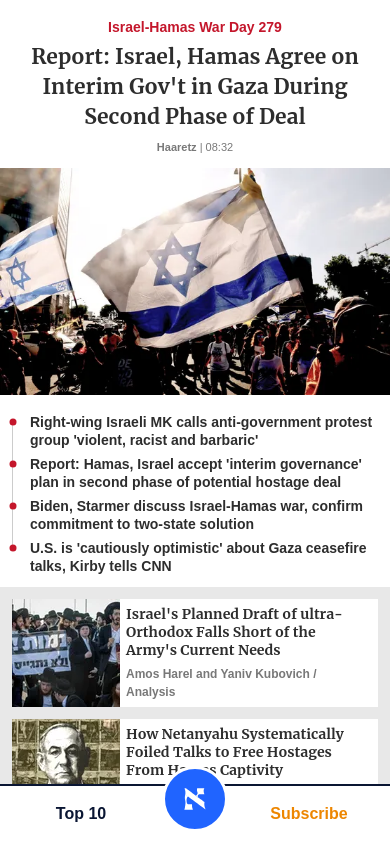 Israel-Hamas War Day 279
Report: Israel, Hamas Agree on
Interim Gov't in Gaza During
Second Phase of Deal
Haaretz | 08:32
Right-wing Israeli MK calls anti-government protest
group 'violent, racist and barbaric'
Report: Hamas, Israel accept 'interim governance'
plan in second phase of potential hostage deal
Biden, Starmer discuss Israel-Hamas war, confirm
commitment to two-state solution
U.S. is 'cautiously optimistic' about Gaza ceasefire
talks, Kirby tells CNN
Israel's Planned Draft of ultra-
Orthodox Falls Short of the
Army's Current Needs
Amos Harel and Yaniv Kubovich /
Analysis
How Netanyahu Systematically
Foiled Talks to Free Hostages
From Captivity
Top 10
Subscribe